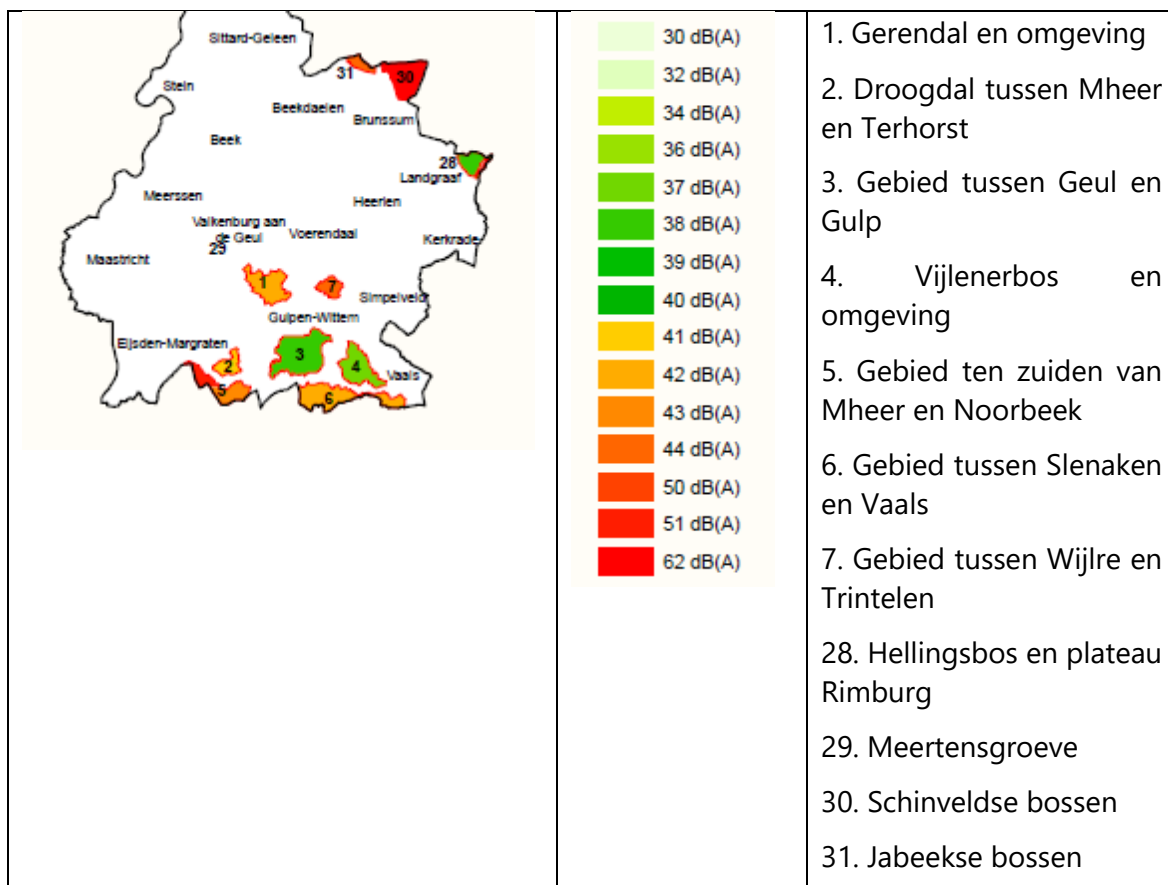 Sittard-Geleen
31
30
Stein
Beekdaelen
Brunssum
Beek
28
Landgraaf
Meerssen
Heerlen
Valkenburg aan
de Geul
Voerendaal
29
Kerkrade
Maastricht
1
7
Simpelveld
Gulpen-Wittem
Eijsden-Margraten
3
2
4
Vaals
5
6
30 dB(A)
32 dB(A)
34 dB(A)
36 dB(A)
37 dB(A)
38 dB(A)
39 dB(A)
40 dB(A)
41 dB(A)
42 dB(A)
43 dB(A)
44 dB(A)
50 dB(A)
51 dB(A)
62 dB(A)
1. Gerendal en omgeving
2. Droogdal tussen Mheer
en Terhorst
3. Gebied tussen Geul en
Gulp
4. Vijlenerbos en
omgeving
5. Gebied ten zuiden van
Mheer en Noorbeek
6. Gebied tussen Slenaken
en Vaals
7. Gebied tussen Wijlre en
Trintelen
28. Hellingsbos en plateau
Rimburg
29. Meertensgroeve
30. Schinveldse bossen
31. Jabeekse bossen